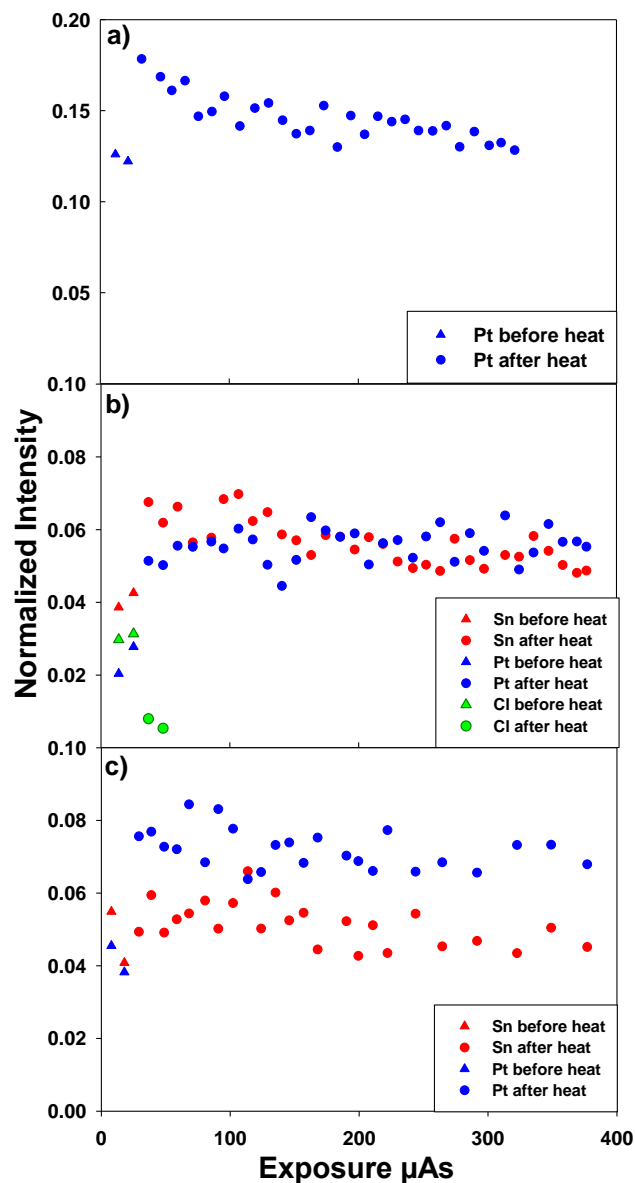 0.20
a)
0.15
0.10
0.05
Pt before heat
Pt after heat
0.10
b)
0.08
0.06
0.04
0.02
Sn before heat
Sn after heat
Pt before heat
Pt after heat
Cl before heat
Cl after heat
Normalized Intensity
0.10
c)
0.08
0.06
0.04
0.02
0.00
Sn before heat
Sn after heat
Pt before heat
Pt after heat
0 100 200 300 400
Exposure µAs